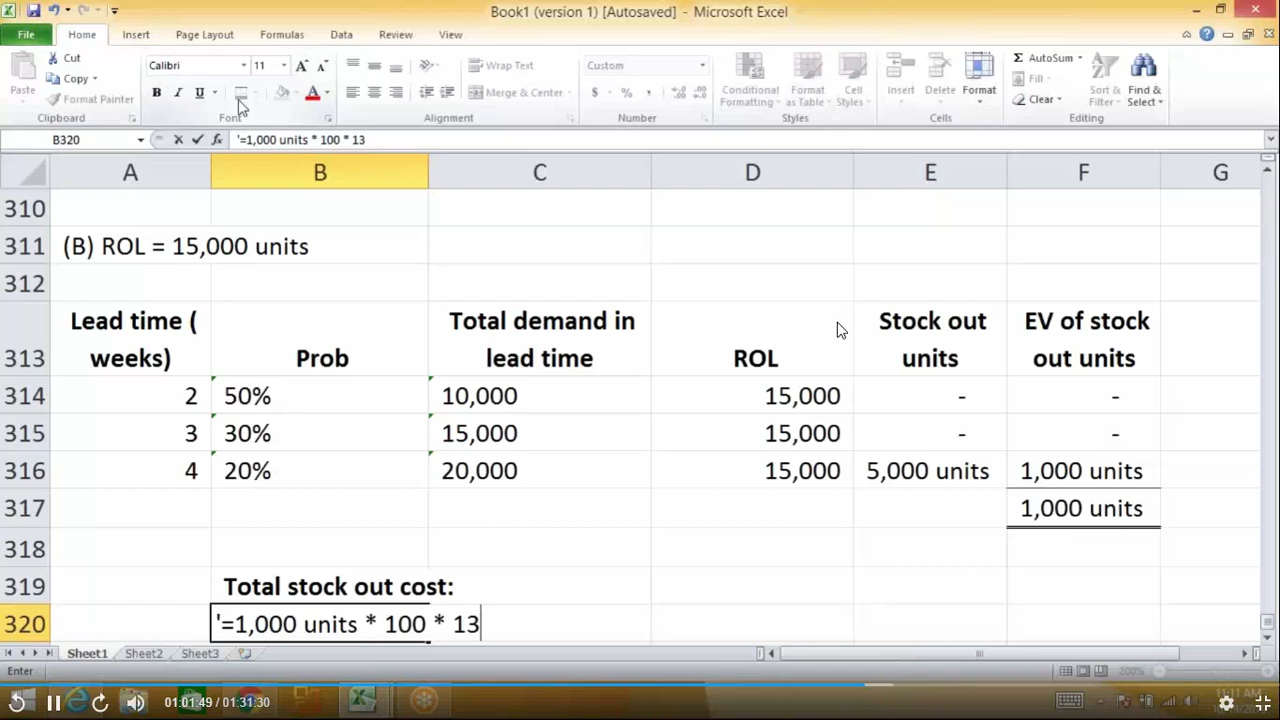 Book1 (version 1) [Autosaved] - Microsoft Excel
File Home Insert Page Layout Formulas Data Review View
Paste Cut Copy Format Painter Clipboard
Calibri 11 B I U A Font
Wrap Text Merge & Center Alignment
Custom $ % , Number
Conditional Formatting Format as Table Cell Styles Styles
Insert Delete Format Cells
Σ AutoSum Fill Clear Sort & Filter Find & Select Editing
B320 fx '=1,000 units * 100 * 13
A B C D E F G
310
311 (B) ROL = 15,000 units
312
313 Lead time ( weeks) Prob Total demand in lead time ROL Stock out units EV of stock out units
314 2 50% 10,000 15,000 - -
315 3 30% 15,000 15,000 - -
316 4 20% 20,000 15,000 5,000 units 1,000 units
317 1,000 units
318
319 Total stock out cost:
320 '=1,000 units * 100 * 13
Sheet1 Sheet2 Sheet3
Enter 200%
01:01:49 / 01:31:30
11:11 AM